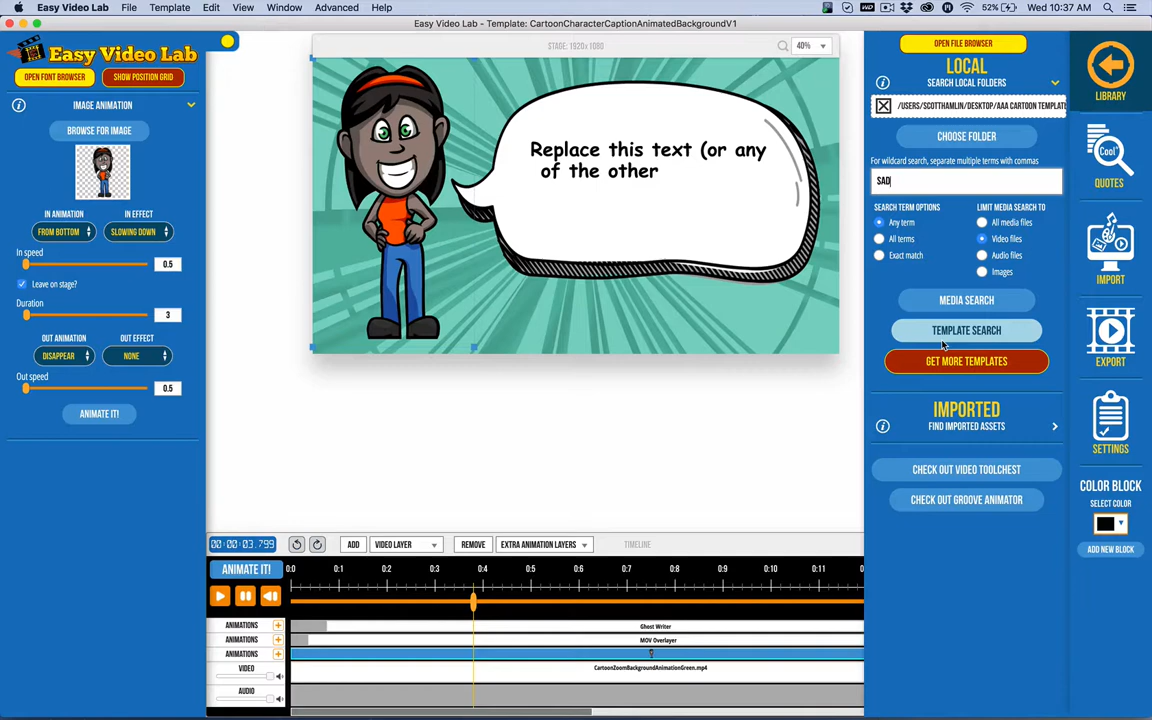 Easy Video Lab File Template Edit View Window Advanced Help 52% Wed 10:37 AM
Easy Video Lab - Template: CartoonCharacterCaptionAnimatedBackgroundV1
Easy Video Lab
OPEN FONT BROWSER SHOW POSITION GRID
IMAGE ANIMATION
BROWSE FOR IMAGE
IN ANIMATION IN EFFECT
FROM BOTTOM SLOWING DOWN
In speed
0.5
Leave on stage?
Duration
3
OUT ANIMATION OUT EFFECT
DISAPPEAR NONE
Out speed
0.5
ANIMATE IT!
STAGE: 1920x1080
40%
Replace this text (or any
of the other
OPEN FILE BROWSER
LOCAL
SEARCH LOCAL FOLDERS
/USERS/SCOTTHAMLIN/DESKTOP/AAA CARTOON TEMPLATE
CHOOSE FOLDER
For wildcard search, separate multiple terms with commas
SAD
SEARCH TERM OPTIONS LIMIT MEDIA SEARCH TO
Any term All media files
All terms Video files
Exact match Audio files
Images
MEDIA SEARCH
TEMPLATE SEARCH
GET MORE TEMPLATES
IMPORTED
FIND IMPORTED ASSETS
CHECK OUT VIDEO TOOLCHEST
CHECK OUT GROOVE ANIMATOR
LIBRARY
Cool"
QUOTES
IMPORT
EXPORT
SETTINGS
COLOR BLOCK
SELECT COLOR
ADD NEW BLOCK
00:00:03.799 ADD VIDEO LAYER REMOVE EXTRA ANIMATION LAYERS TIMELINE
ANIMATE IT! 0:0 0:1 0:2 0:3 0:4 0:5 0:6 0:7 0:8 0:9 0:10 0:11
ANIMATIONS + Ghost Writer
ANIMATIONS + MOV Overlayer
ANIMATIONS +
VIDEO CartoonZoomBackgroundAnimationGreen.mp4
AUDIO